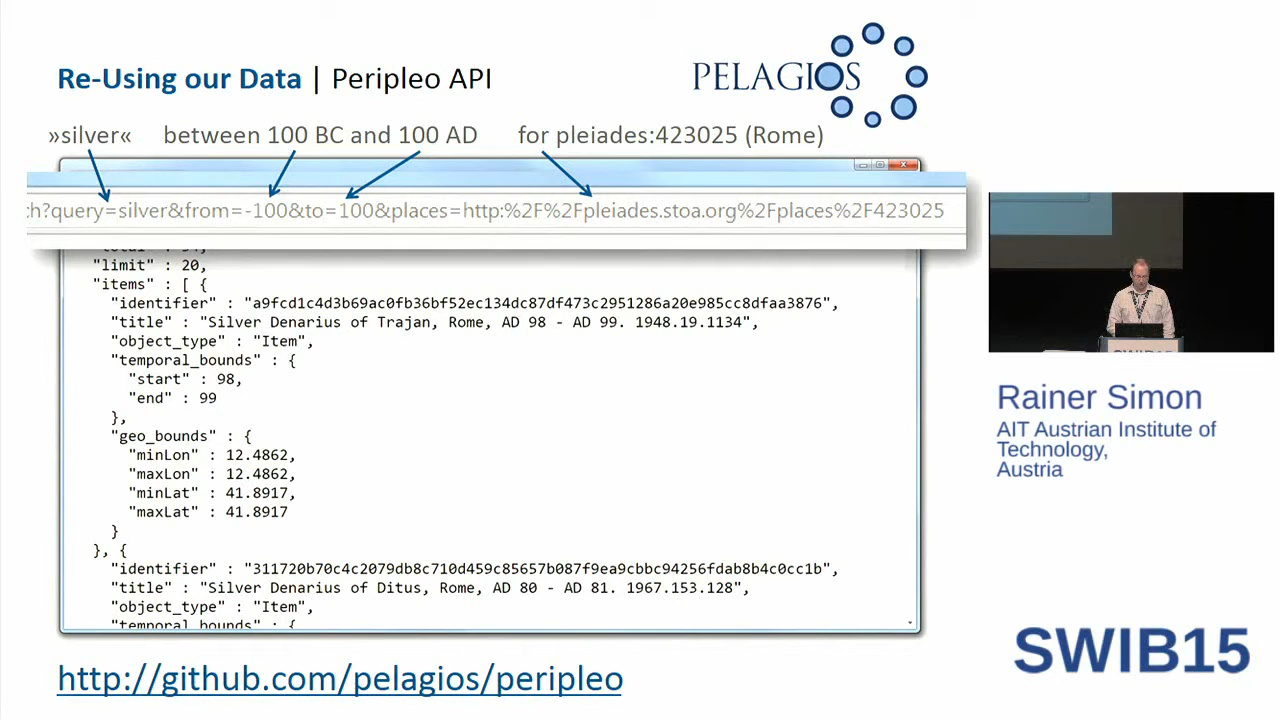 Re-Using our Data | Peripleo API
PELAGIOS
»silver« between 100 BC and 100 AD for pleiades:423025 (Rome)
ch?query=silver&from=-100&to=100&places=http:%2F%2Fpleiades.stoa.org%2Fplaces%2F423025
"limit" : 20,
"items" : [ {
"identifier" : "a9fcd1c4d3b69ac0fb36bf52ec134dc87df473c2951286a20e985cc8dfaa3876",
"title" : "Silver Denarius of Trajan, Rome, AD 98 - AD 99. 1948.19.1134",
"object_type" : "Item",
"temporal_bounds" : {
"start" : 98,
"end" : 99
},
"geo_bounds" : {
"minLon" : 12.4862,
"maxLon" : 12.4862,
"minLat" : 41.8917,
"maxLat" : 41.8917
}
}, {
"identifier" : "311720b70c4c2079db8c710d459c85657b087f9ea9cbbc94256fdab8b4c0cc1b",
"title" : "Silver Denarius of Ditus, Rome, AD 80 - AD 81. 1967.153.128",
"object_type" : "Item",
"temporal_bounds" : {
http://github.com/pelagios/peripleo
SWIB15
Rainer Simon
AIT Austrian Institute of
Technology,
Austria
SWIB15